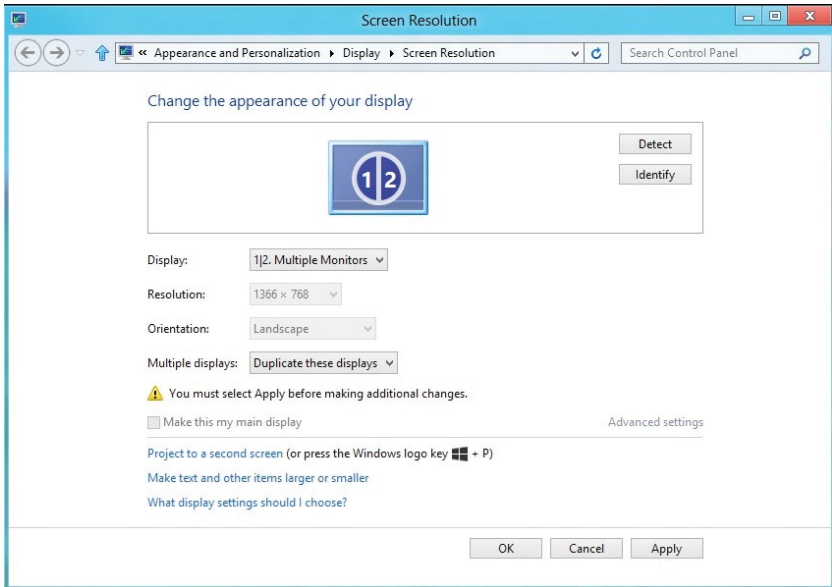 Screen Resolution
« Appearance and Personalization ▸ Display ▸ Screen Resolution
Search Control Panel
Change the appearance of your display
1|2
Detect
Identify
Display: 1|2. Multiple Monitors
Resolution: 1366 × 768
Orientation: Landscape
Multiple displays: Duplicate these displays
You must select Apply before making additional changes.
Make this my main display Advanced settings
Project to a second screen (or press the Windows logo key + P)
Make text and other items larger or smaller
What display settings should I choose?
OK Cancel Apply